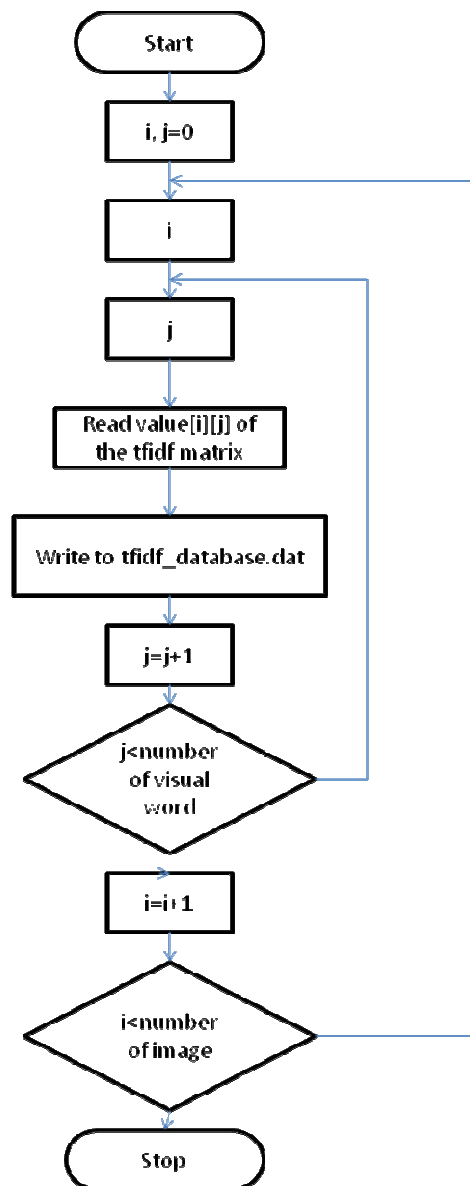 Start
i, j=0
i
j
Read value[i][j] of
the tfidf matrix
Write to tfidf_database.dat
j=j+1
j<number
of visual
word
i=i+1
i<number
of image
Stop